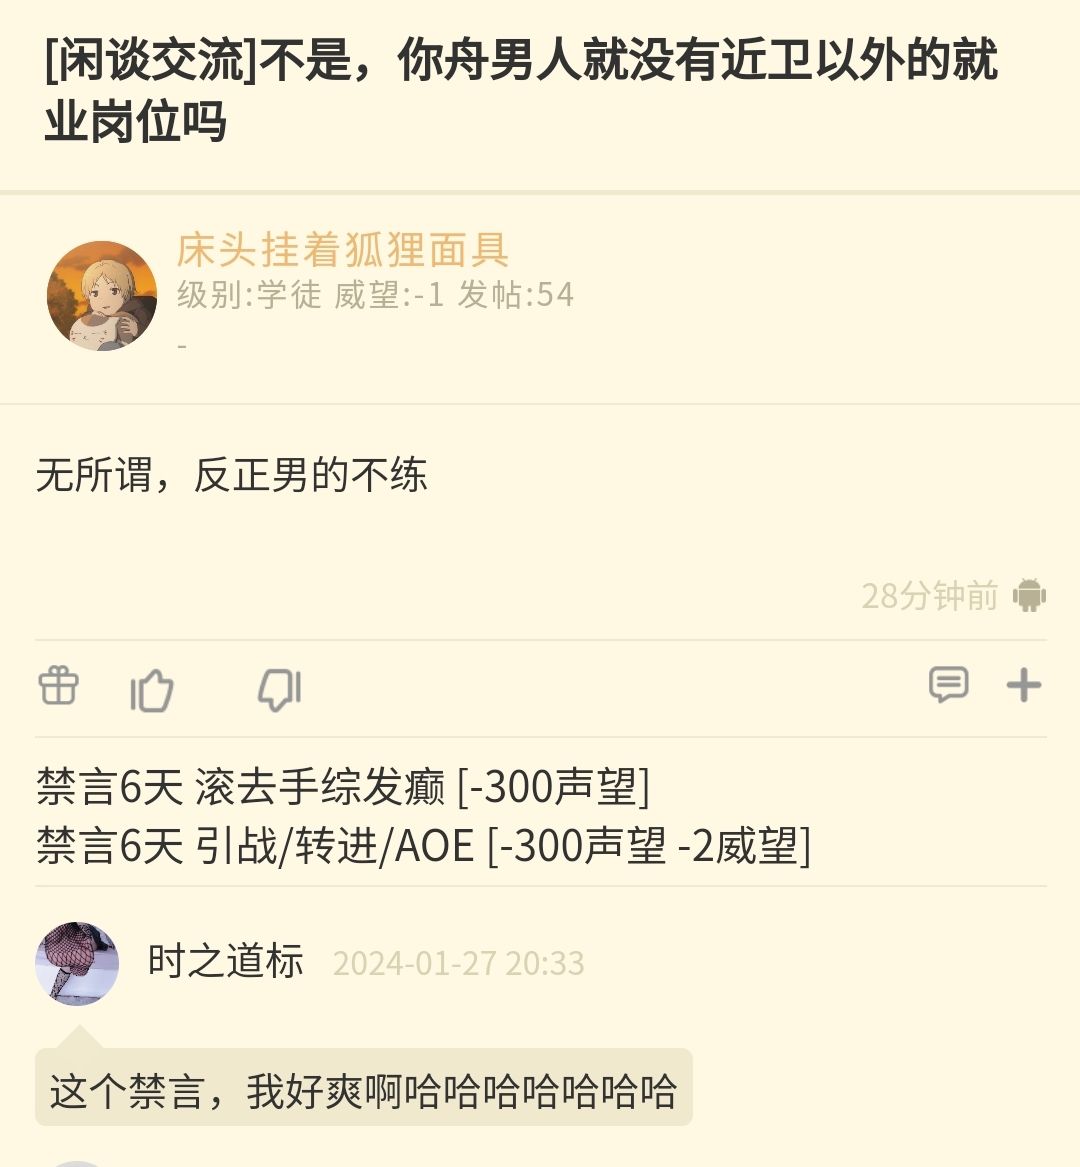 [闲谈交流]不是，你舟男人就没有近卫以外的就
业岗位吗
床头挂着狐狸面具
级别:学徒 威望:-1 发帖:54
-
无所谓，反正男的不练
28分钟前
禁言6天 滚去手综发癫 [-300声望]
禁言6天 引战/转进/AOE [-300声望 -2威望]
时之道标 2024-01-27 20:33
这个禁言，我好爽啊哈哈哈哈哈哈哈